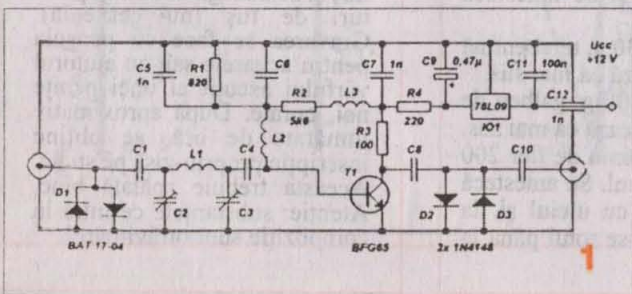 C5 1n
R1 820
C6
R2 5k6
L3
L2
C7 1n
C9 0,47µ
R4 220
C11 100n
Ucc +12 V
78L09
IC1
C12 1n
R3 100
C1
L1
C4
C8
C10
T1
D1
C2
C3
D2
D3
BAT 17-04
BFG65
2x 1N4148
1